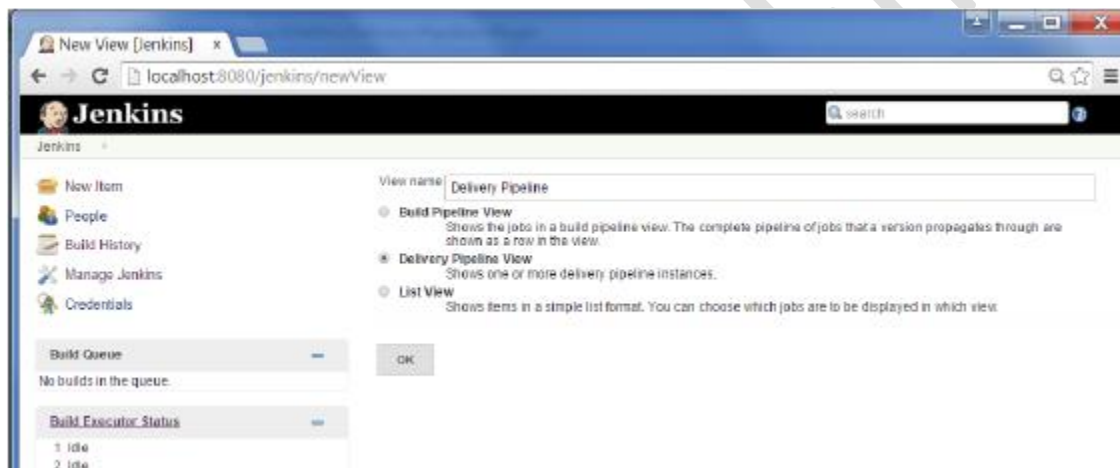 New View [Jenkins]
localhost:8080/jenkins/newView
Jenkins
search
Jenkins
New Item
People
Build History
Manage Jenkins
Credentials
Build Queue
No builds in the queue.
Build Executor Status
1 Idle
2 Idle
View name Delivery Pipeline
Build Pipeline View
Shows the jobs in a build pipeline view. The complete pipeline of jobs that a version propagates through are
shown as a row in the view.
Delivery Pipeline View
Shows one or more delivery pipeline instances.
List View
Shows items in a simple list format. You can choose which jobs are to be displayed in which view.
OK